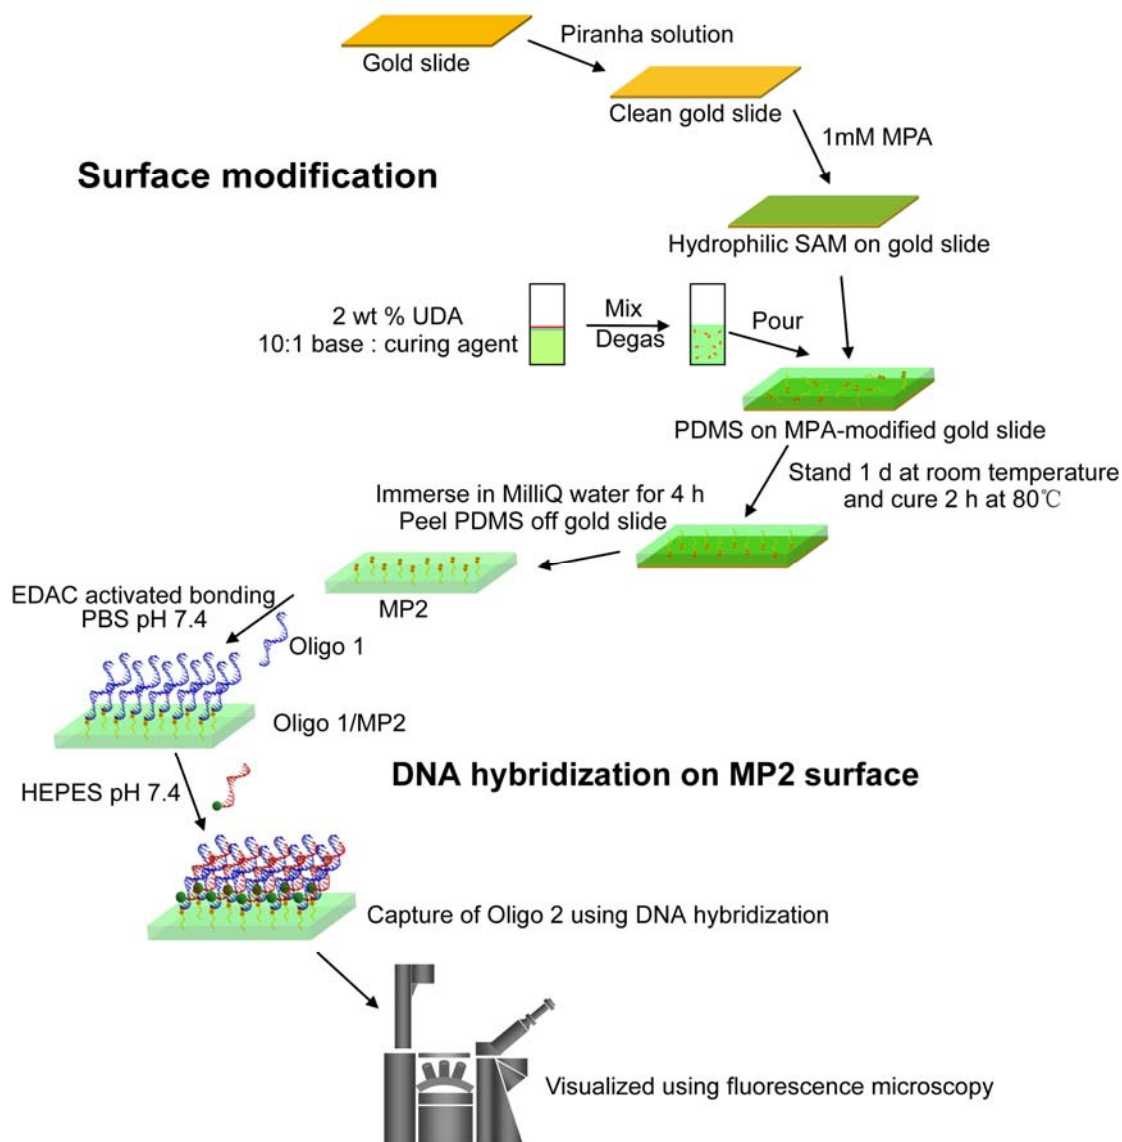 Piranha solution
Gold slide
Clean gold slide
1mM MPA
Surface modification
Hydrophilic SAM on gold slide
2 wt % UDA
10:1 base : curing agent
Mix
Degas
Pour
PDMS on MPA-modified gold slide
Stand 1 d at room temperature
and cure 2 h at 80℃
Immerse in MilliQ water for 4 h
Peel PDMS off gold slide
MP2
EDAC activated bonding
PBS pH 7.4
Oligo 1
Oligo 1/MP2
DNA hybridization on MP2 surface
HEPES pH 7.4
Capture of Oligo 2 using DNA hybridization
Visualized using fluorescence microscopy